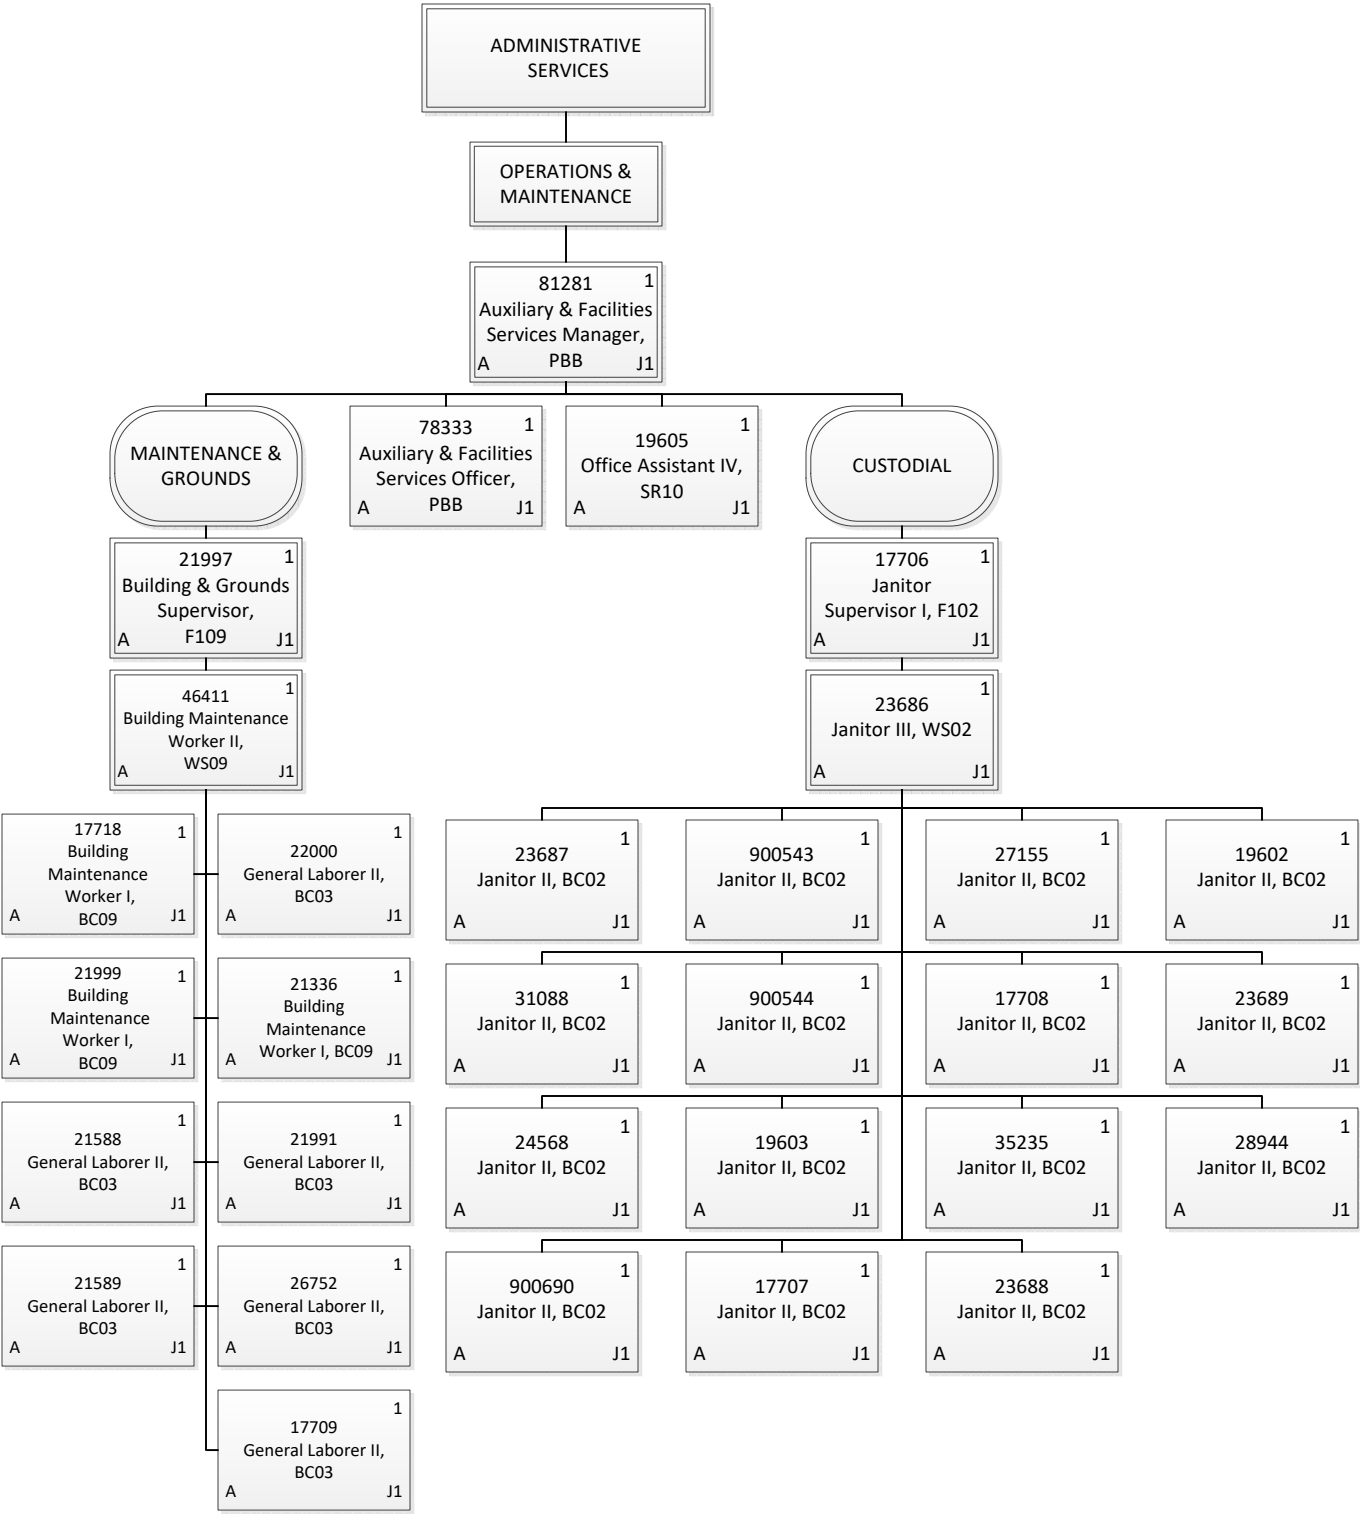 ADMINISTRATIVE
SERVICES
OPERATIONS &
MAINTENANCE
81281 1
Auxiliary & Facilities
Services Manager,
A PBB J1
MAINTENANCE &
GROUNDS
78333 1
Auxiliary & Facilities
Services Officer,
A PBB J1
1
19605
Office Assistant IV,
SR10
A J1
CUSTODIAL
21997 1
Building & Grounds
Supervisor,
F109
A J1
17706 1
Janitor
Supervisor I, F102
A J1
46411 1
Building Maintenance
Worker II,
WS09
A J1
1
23686
Janitor III, WS02
A J1
17718 1
Building
Maintenance
Worker I,
BC09
A J1
1
22000
General Laborer II,
BC03
A J1
21999 1
Building
Maintenance
Worker I,
BC09
A J1
1
21336
Building
Maintenance
Worker I, BC09
A J1
1
21588
General Laborer II,
BC03
A J1
1
21991
General Laborer II,
BC03
A J1
1
21589
General Laborer II,
BC03
A J1
1
26752
General Laborer II,
BC03
A J1
1
17709
General Laborer II,
BC03
A J1
1
23687
Janitor II, BC02
A J1
1
900543
Janitor II, BC02
A J1
1
27155
Janitor II, BC02
A J1
1
19602
Janitor II, BC02
A J1
1
31088
Janitor II, BC02
A J1
1
900544
Janitor II, BC02
A J1
1
17708
Janitor II, BC02
A J1
1
23689
Janitor II, BC02
A J1
1
24568
Janitor II, BC02
A J1
1
19603
Janitor II, BC02
A J1
1
35235
Janitor II, BC02
A J1
1
28944
Janitor II, BC02
A J1
1
900690
Janitor II, BC02
A J1
1
17707
Janitor II, BC02
A J1
1
23688
Janitor II, BC02
A J1